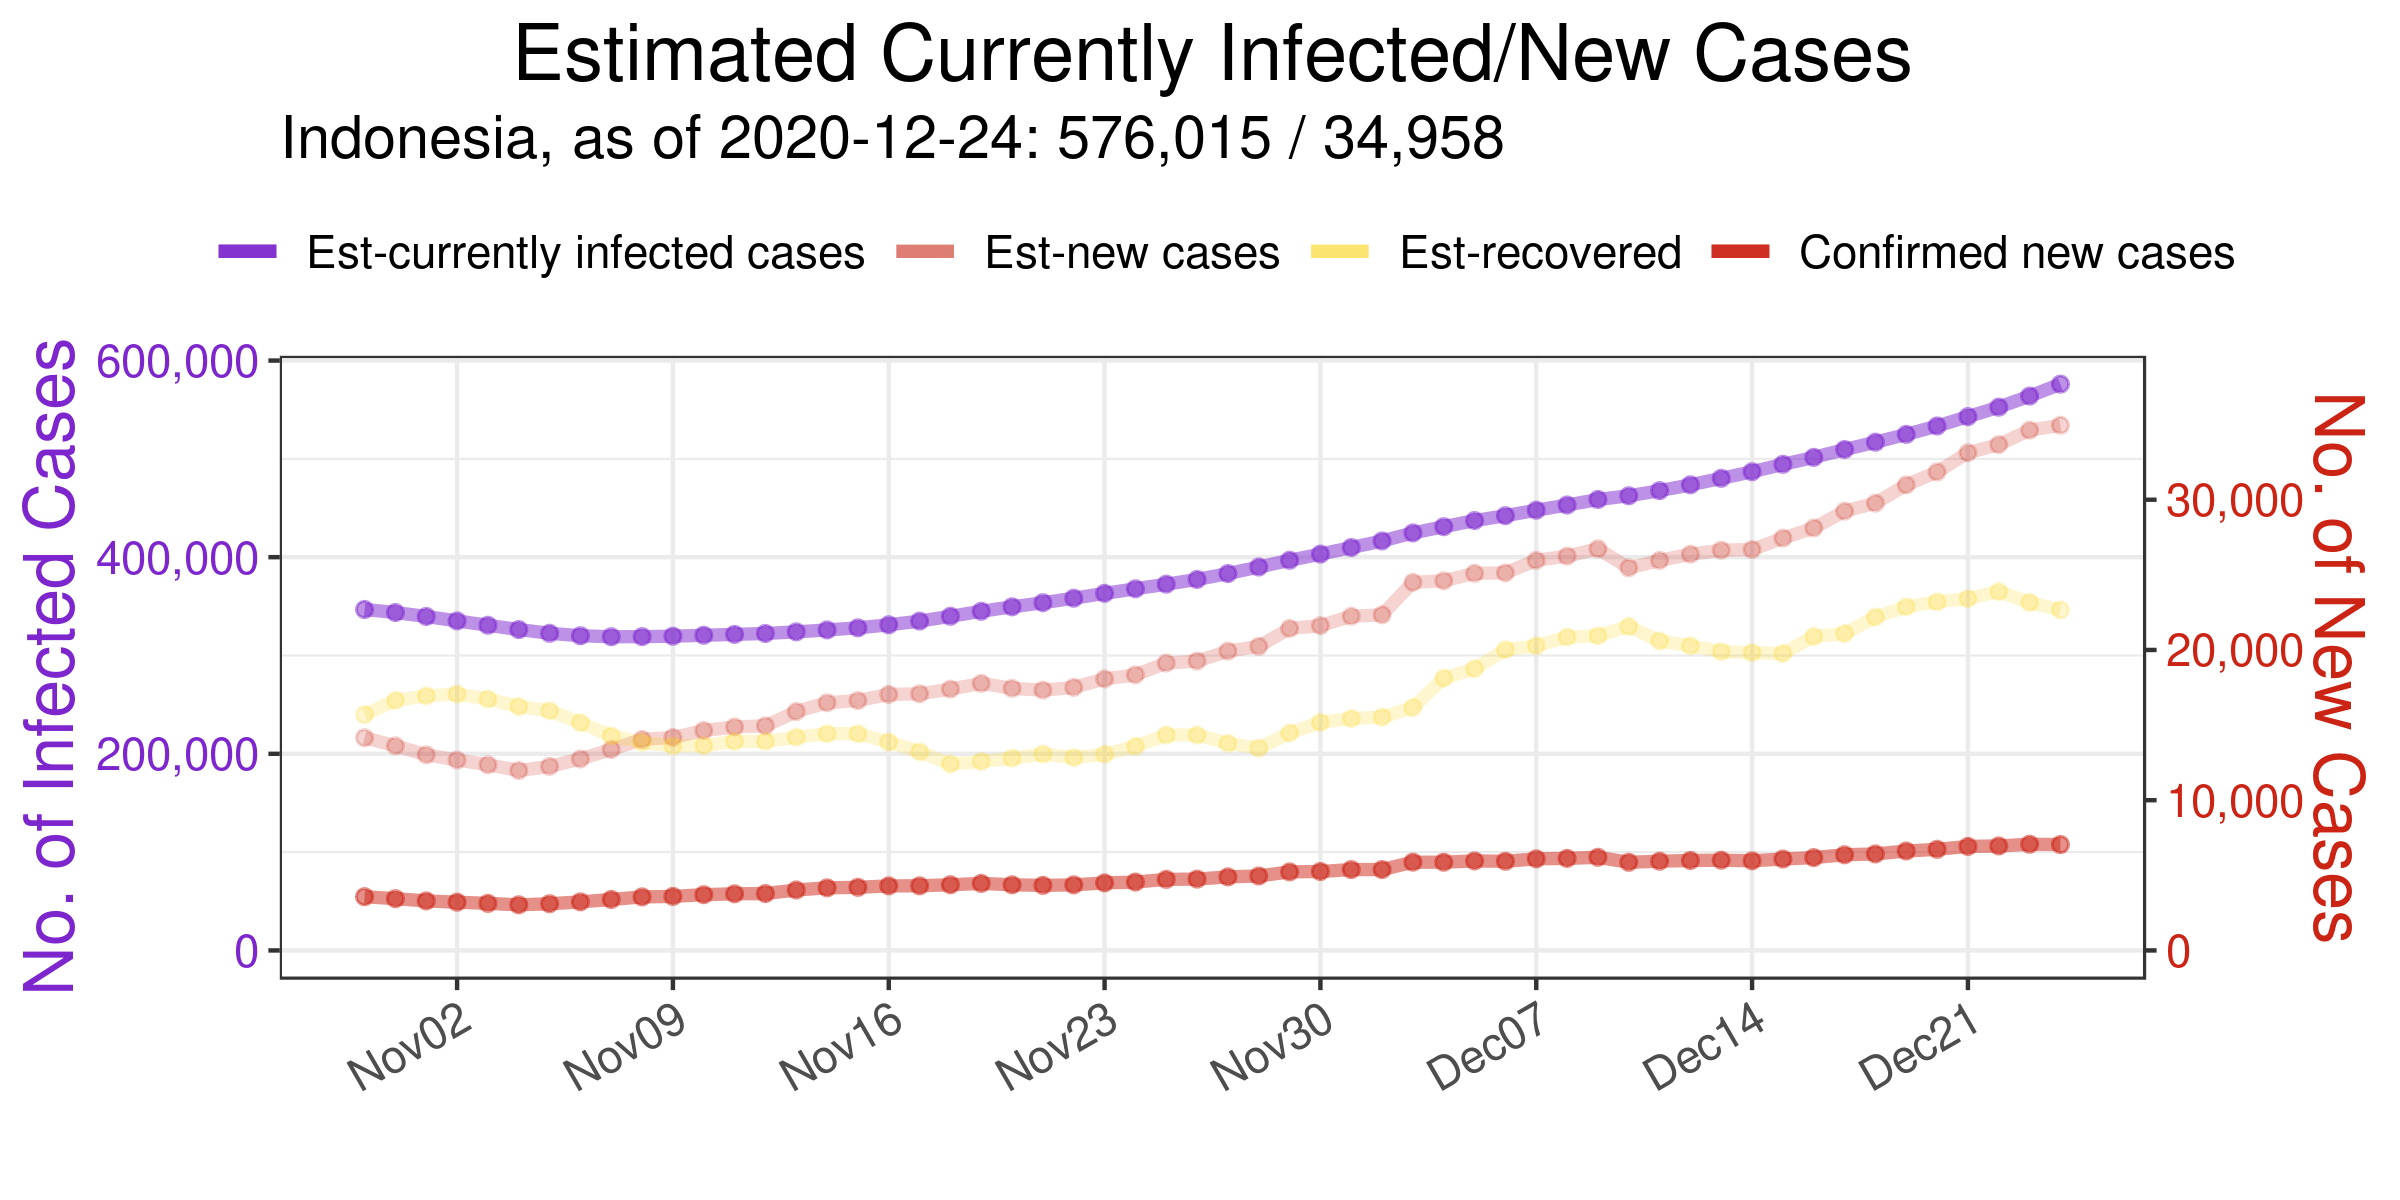 Estimated Currently Infected/New Cases
Indonesia, as of 2020-12-24: 576,015 / 34,958
Est-currently infected cases Est-new cases Est-recovered Confirmed new cases
No. of Infected Cases
600,000
400,000
200,000
0
No. of New Cases
30,000
20,000
10,000
0
Nov02 Nov09 Nov16 Nov23 Nov30 Dec07 Dec14 Dec21